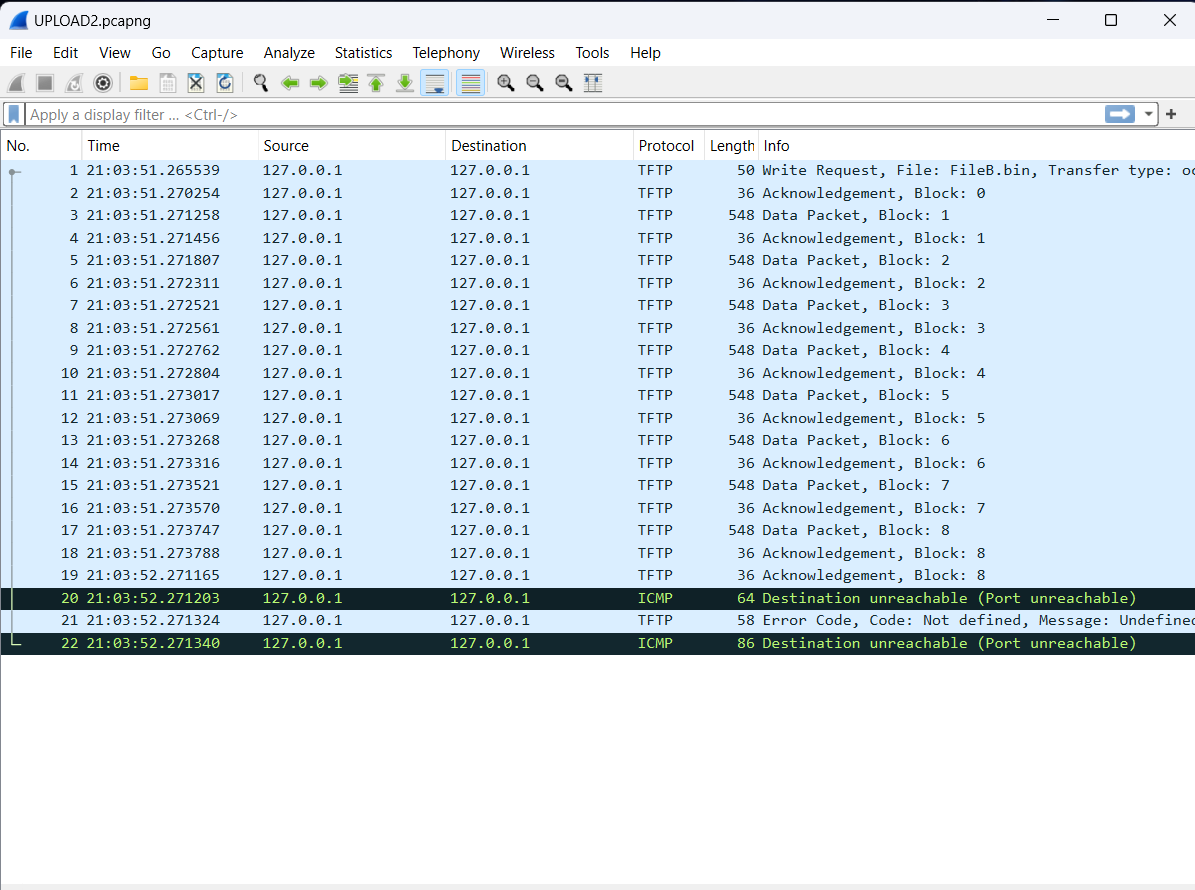 UPLOAD2.pcapng
File Edit View Go Capture Analyze Statistics Telephony Wireless Tools Help
Apply a display filter ... <Ctrl-/>
No. Time Source Destination Protocol Length Info
1 21:03:51.265539 127.0.0.1 127.0.0.1 TFTP 50 Write Request, File: FileB.bin, Transfer type: oc
2 21:03:51.270254 127.0.0.1 127.0.0.1 TFTP 36 Acknowledgement, Block: 0
3 21:03:51.271258 127.0.0.1 127.0.0.1 TFTP 548 Data Packet, Block: 1
4 21:03:51.271456 127.0.0.1 127.0.0.1 TFTP 36 Acknowledgement, Block: 1
5 21:03:51.271807 127.0.0.1 127.0.0.1 TFTP 548 Data Packet, Block: 2
6 21:03:51.272311 127.0.0.1 127.0.0.1 TFTP 36 Acknowledgement, Block: 2
7 21:03:51.272521 127.0.0.1 127.0.0.1 TFTP 548 Data Packet, Block: 3
8 21:03:51.272561 127.0.0.1 127.0.0.1 TFTP 36 Acknowledgement, Block: 3
9 21:03:51.272762 127.0.0.1 127.0.0.1 TFTP 548 Data Packet, Block: 4
10 21:03:51.272804 127.0.0.1 127.0.0.1 TFTP 36 Acknowledgement, Block: 4
11 21:03:51.273017 127.0.0.1 127.0.0.1 TFTP 548 Data Packet, Block: 5
12 21:03:51.273069 127.0.0.1 127.0.0.1 TFTP 36 Acknowledgement, Block: 5
13 21:03:51.273268 127.0.0.1 127.0.0.1 TFTP 548 Data Packet, Block: 6
14 21:03:51.273316 127.0.0.1 127.0.0.1 TFTP 36 Acknowledgement, Block: 6
15 21:03:51.273521 127.0.0.1 127.0.0.1 TFTP 548 Data Packet, Block: 7
16 21:03:51.273570 127.0.0.1 127.0.0.1 TFTP 36 Acknowledgement, Block: 7
17 21:03:51.273747 127.0.0.1 127.0.0.1 TFTP 548 Data Packet, Block: 8
18 21:03:51.273788 127.0.0.1 127.0.0.1 TFTP 36 Acknowledgement, Block: 8
19 21:03:52.271165 127.0.0.1 127.0.0.1 TFTP 36 Acknowledgement, Block: 8
20 21:03:52.271203 127.0.0.1 127.0.0.1 ICMP 64 Destination unreachable (Port unreachable)
21 21:03:52.271324 127.0.0.1 127.0.0.1 TFTP 58 Error Code, Code: Not defined, Message: Undefined
22 21:03:52.271340 127.0.0.1 127.0.0.1 ICMP 86 Destination unreachable (Port unreachable)